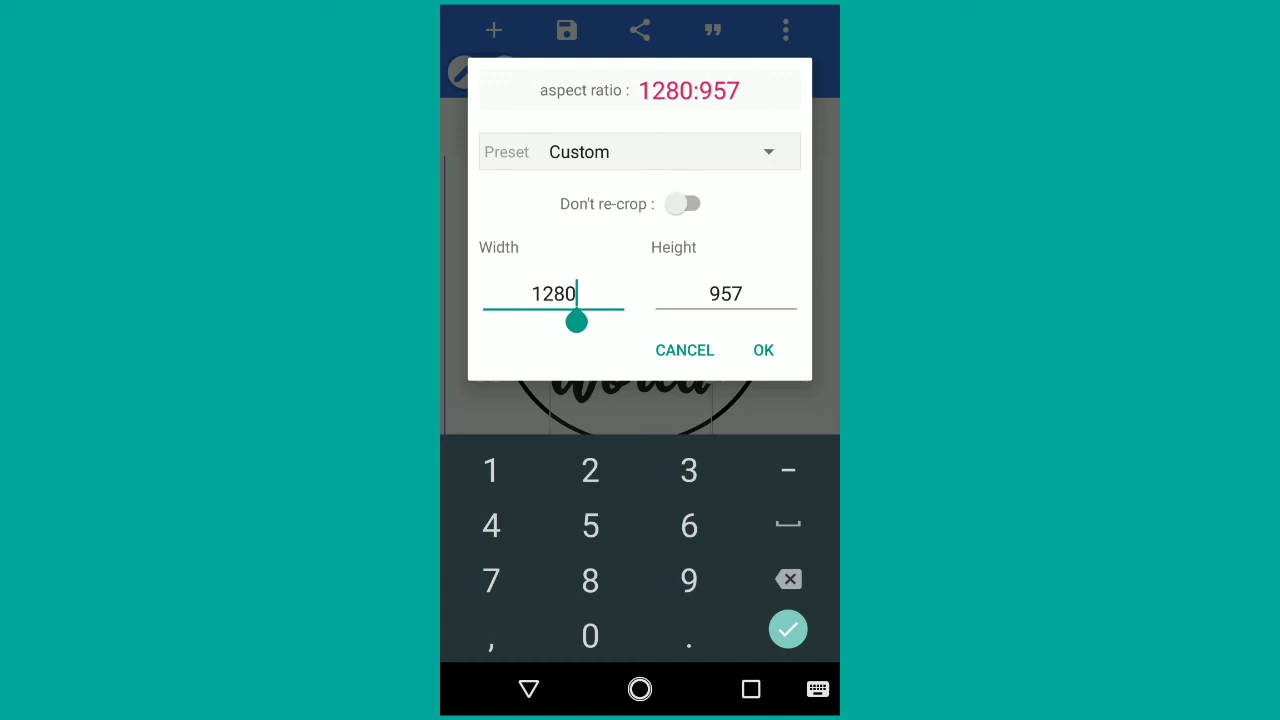 aspect ratio : 1280:957
Preset Custom
Don't re-crop :
Width Height
1280 957
CANCEL OK
1 2 3 -
4 5 6
7 8 9
, 0 .